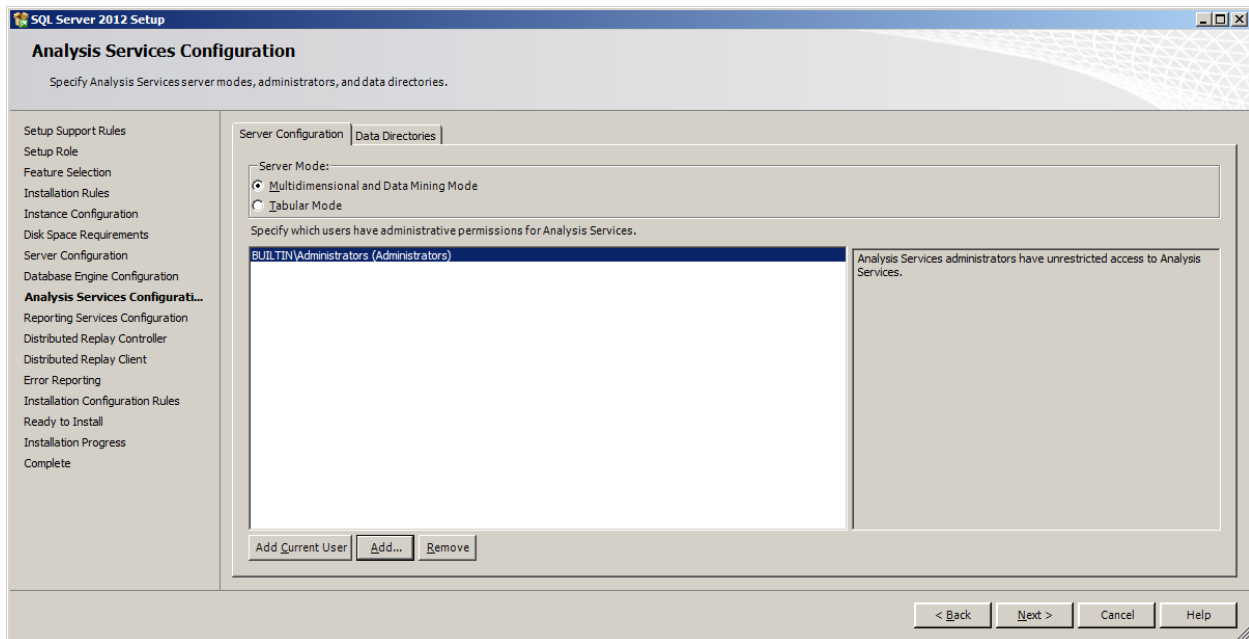 SQL Server 2012 Setup
Analysis Services Configuration
Specify Analysis Services server modes, administrators, and data directories.
Setup Support Rules
Setup Role
Feature Selection
Installation Rules
Instance Configuration
Disk Space Requirements
Server Configuration
Database Engine Configuration
Analysis Services Configurati...
Reporting Services Configuration
Distributed Replay Controller
Distributed Replay Client
Error Reporting
Installation Configuration Rules
Ready to Install
Installation Progress
Complete
Server Configuration Data Directories
Server Mode:
Multidimensional and Data Mining Mode
Tabular Mode
Specify which users have administrative permissions for Analysis Services.
BUILTIN\Administrators (Administrators)
Analysis Services administrators have unrestricted access to Analysis
Services.
Add Current User Add... Remove
< Back Next > Cancel Help